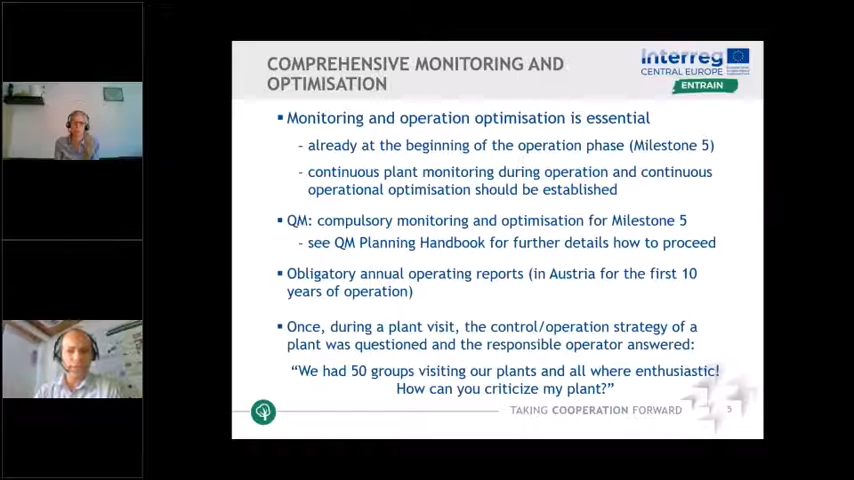 COMPREHENSIVE MONITORING AND
OPTIMISATION
Interreg
CENTRAL EUROPE
ENTRAIN
▪ Monitoring and operation optimisation is essential
- already at the beginning of the operation phase (Milestone 5)
- continuous plant monitoring during operation and continuous
operational optimisation should be established
▪ QM: compulsory monitoring and optimisation for Milestone 5
- see QM Planning Handbook for further details how to proceed
▪ Obligatory annual operating reports (in Austria for the first 10
years of operation)
▪ Once, during a plant visit, the control/operation strategy of a
plant was questioned and the responsible operator answered:
“We had 50 groups visiting our plants and all where enthusiastic!
How can you criticize my plant?”
TAKING COOPERATION FORWARD
5